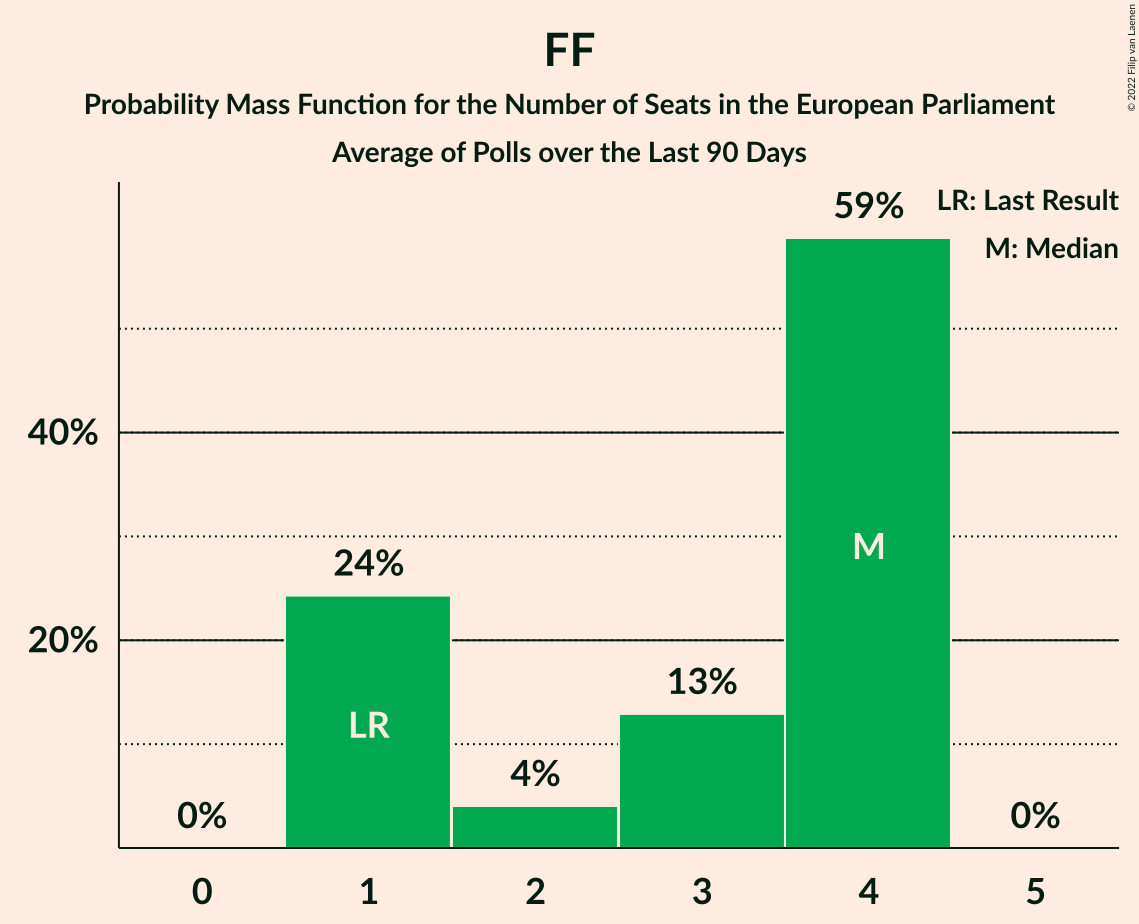 FF
Probability Mass Function for the Number of Seats in the European Parliament
Average of Polls over the Last 90 Days
© 2022 Filip van Laenen
LR: Last Result
M: Median
59%
40%
M
24%
20%
13%
LR
4%
0%
0%
0 1 2 3 4 5